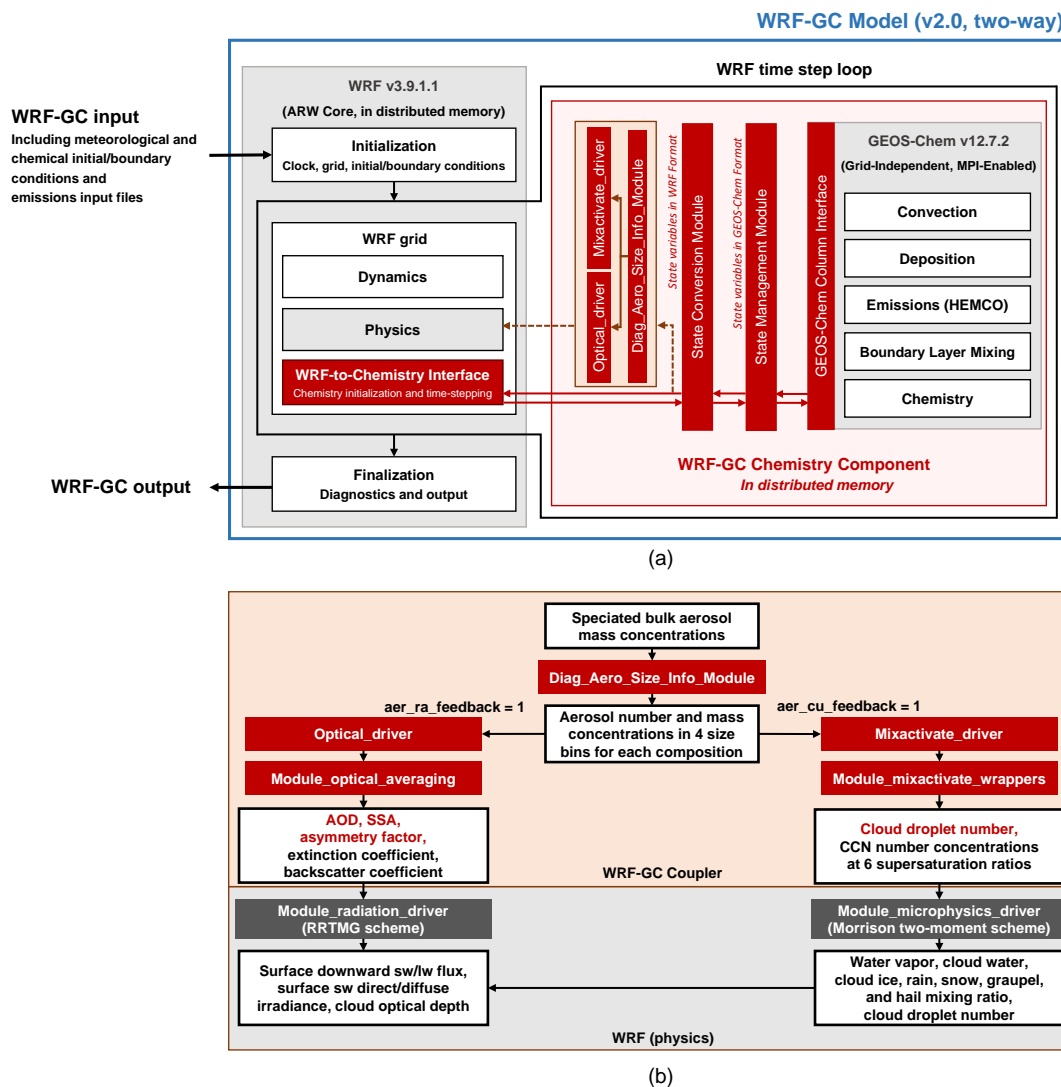 WRF-GC Model (v2.0, two-way)
WRF time step loop
WRF v3.9.1.1
(ARW Core, in distributed memory)
WRF-GC input
Including meteorological and
chemical initial/boundary
conditions and
emissions input files
Initialization
Clock, grid, initial/boundary conditions
WRF grid
Dynamics
Physics
WRF-to-Chemistry Interface
Chemistry initialization and time-stepping
Finalization
Diagnostics and output
WRF-GC output
Mixactivate_driver
Optical_driver
Diag_Aero_Size_Info_Module
State variables in WRF Format
State Conversion Module
State variables in GEOS-Chem Format
State Management Module
GEOS-Chem Column Interface
GEOS-Chem v12.7.2
(Grid-Independent, MPI-Enabled)
Convection
Deposition
Emissions (HEMCO)
Boundary Layer Mixing
Chemistry
WRF-GC Chemistry Component
In distributed memory
(a)
Speciated bulk aerosol
mass concentrations
Diag_Aero_Size_Info_Module
aer_ra_feedback = 1
aer_cu_feedback = 1
Aerosol number and mass
concentrations in 4 size
bins for each composition
Optical_driver
Module_optical_averaging
AOD, SSA,
asymmetry factor,
extinction coefficient,
backscatter coefficient
Mixactivate_driver
Module_mixactivate_wrappers
Cloud droplet number,
CCN number concentrations
at 6 supersaturation ratios
WRF-GC Coupler
Module_radiation_driver
(RRTMG scheme)
Module_microphysics_driver
(Morrison two-moment scheme)
Surface downward sw/lw flux,
surface sw direct/diffuse
irradiance, cloud optical depth
Water vapor, cloud water,
cloud ice, rain, snow, graupel,
and hail mixing ratio,
cloud droplet number
WRF (physics)
(b)